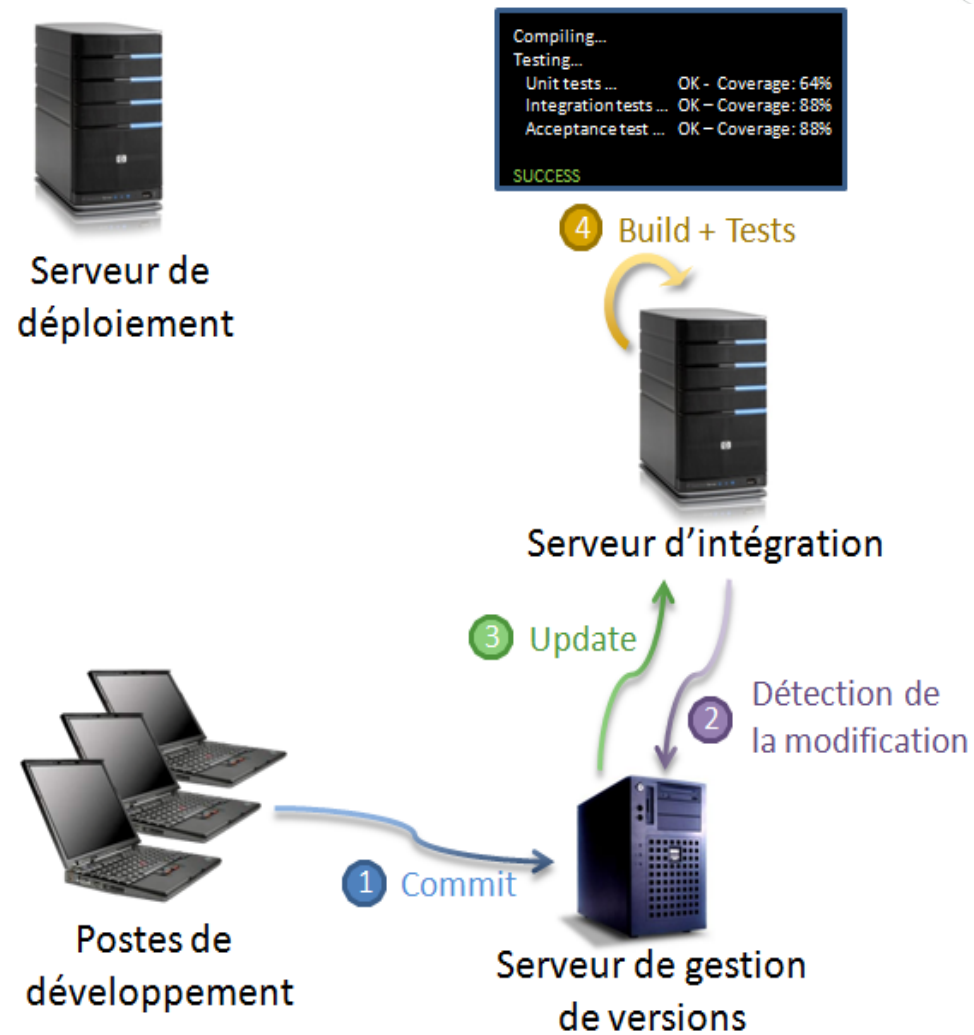 Compiling...
Testing...
Unit tests ... OK - Coverage: 64%
Integration tests ... OK – Coverage: 88%
Acceptance test ... OK – Coverage: 88%
SUCCESS
4 Build + Tests
Serveur de
déploiement
Serveur d’intégration
3 Update
2 Détection de
la modification
1 Commit
Postes de
développement
Serveur de gestion
de versions